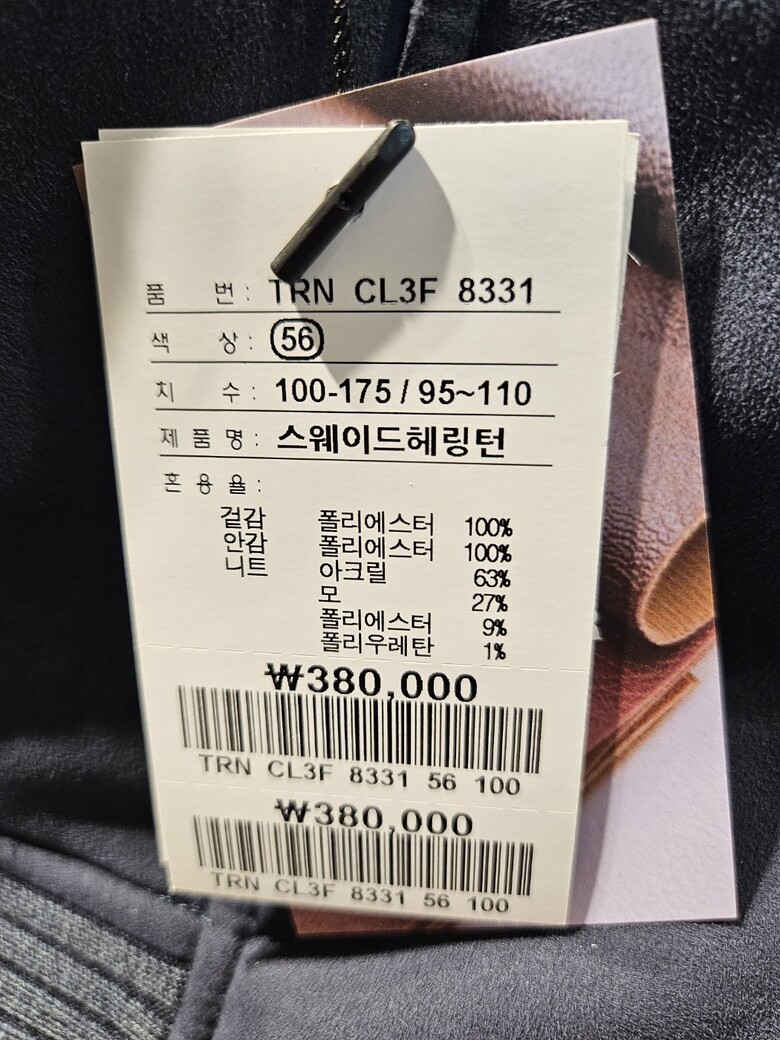 품 번 : TRN CL3F 8331
색 상 : 56
치 수 : 100-175 / 95~110
제 품 명 : 스웨이드헤링턴
혼 용 율 :
겉감 폴리에스터 100%
안감 폴리에스터 100%
니트 아크릴 63%
모 27%
폴리에스터 9%
폴리우레탄 1%
₩380,000
TRN CL3F 8331 56 100
₩380,000
TRN CL3F 8331 56 100